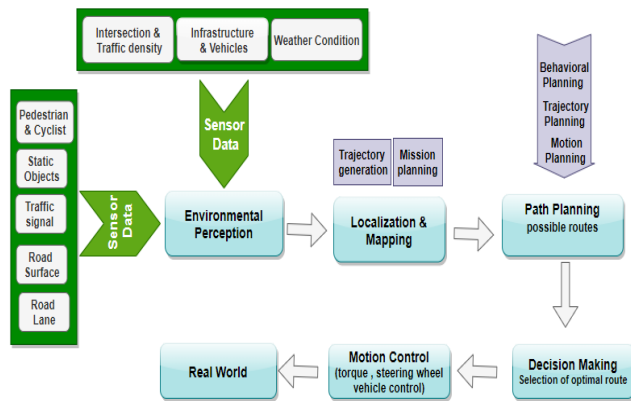 Intersection &
Traffic density
Infrastructure
& Vehicles
Weather Condition
Pedestrian
& Cyclist
Static
Objects
Traffic
signal
Road
Surface
Road
Lane
Sensor
Data
Sensor
Data
Environmental
Perception
Trajectory
generation
Mission
planning
Localization &
Mapping
Behavioral
Planning
Trajectory
Planning
Motion
Planning
Path Planning
possible routes
Decision Making
Selection of optimal route
Motion Control
(torque , steering wheel
vehicle control)
Real World